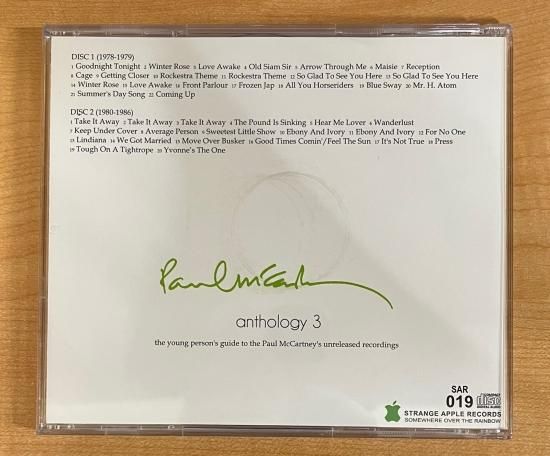 DISC 1 (1978-1979)
1 Goodnight Tonight 2 Winter Rose 3 Love Awake 4 Old Siam Sir 5 Arrow Through Me 6 Maisie 7 Reception
8 Cage 9 Getting Closer 10 Rockestra Theme 11 Rockestra Theme 12 So Glad To See You Here 13 So Glad To See You Here
14 Winter Rose 15 Love Awake 16 Front Parlour 17 Frozen Jap 18 All You Horseriders 19 Blue Sway 20 Mr. H. Atom
21 Summer's Day Song 22 Coming Up
DISC 2 (1980-1986)
1 Take It Away 2 Take It Away 3 Take It Away 4 The Pound Is Sinking 5 Hear Me Lover 6 Wanderlust
7 Keep Under Cover 8 Average Person 9 Sweetest Little Show 10 Ebony And Ivory 11 Ebony And Ivory 12 For No One
13 Lindiana 14 We Got Married 15 Move Over Busker 16 Good Times Comin'/Feel The Sun 17 It's Not True 18 Press
19 Tough On A Tightrope 20 Yvonne's The One
Paul McCartney
anthology 3
the young person's guide to the Paul McCartney's unreleased recordings
SAR
019
COMPACT
disc
DIGITAL AUDIO
STRANGE APPLE RECORDS
SOMEWHERE OVER THE RAINBOW